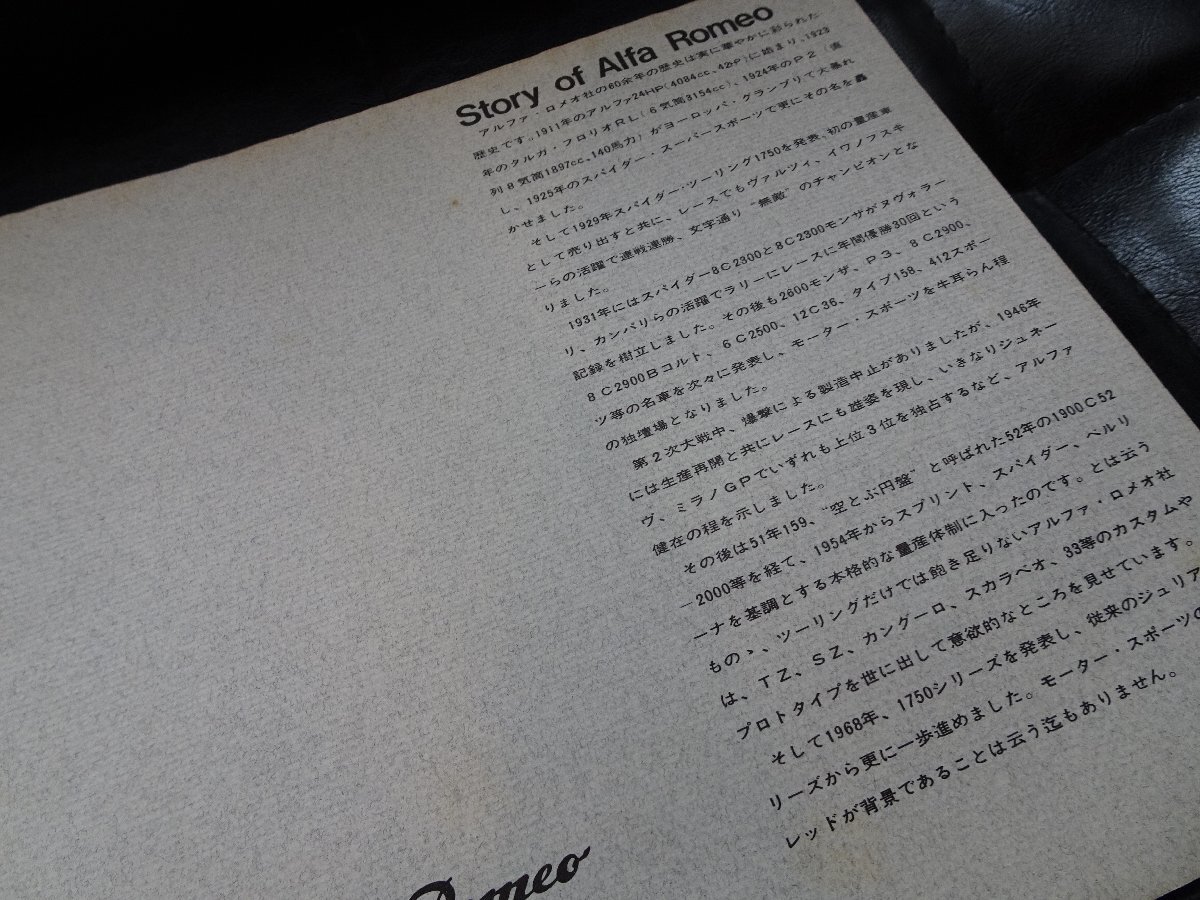 Story of Alfa Romeo
アルファ・ロメオ社の60余年の歴史は実に華やかに彩られた
歴史です。1911年のアルファ24HP(4084cc、42HP)に始まり、1923
年のタルガ・フロリオRL(6気筒3154cc)、1924年のP2(直
列8気筒1897cc、140馬力)がヨーロッパ・グランプリで大暴れ
し、1925年のスパイダー・スーパースポーツで更にその名を轟
かせました。
そして1929年スパイダー・ツーリング1750を発表、初の量産車
として売り出すと共に、レースでもヴァルツィ、イワノフスキ
ーらの活躍で連戦連勝、文字通り“無敵”のチャンピオンとな
りました。
1931年にはスパイダー8C2300と8C2300モンザがヌヴォラー
リ、カンパリらの活躍でラリーにレースに年間優勝30回という
記録を樹立しました。その後も2600モンザ、P3、8C2900、
8C2900Bコルト、6C2500、12C36、タイプ158、412スポー
ツ等の名車を次々に発表し、モーター・スポーツを牛耳らん程
の独壇場となりました。
第2次大戦中、爆撃による製造中止がありましたが、1946年
には生産再開と共にレースにも雄姿を現し、いきなりジュネー
ヴ、ミラノGPでいずれも上位3位を独占するなど、アルファ
健在の程を示しました。
その後は51年159、“空とぶ円盤”と呼ばれた52年の1900C52
−2000等を経て、1954年からスプリント、スパイダー、ベルリ
ーナを基調とする本格的な量産体制に入ったのです。とは云う
ものゝ、ツーリングだけでは飽き足りないアルファ・ロメオ社
は、TZ、SZ、カングーロ、スカラベオ、33等のカスタムや
プロトタイプを世に出して意欲的なところを見せています。
そして1968年、1750シリーズを発表し、従来のジュリア
リーズから更に一歩進めました。モーター・スポーツの
レッドが背景であることは云う迄もありません。
Romeo